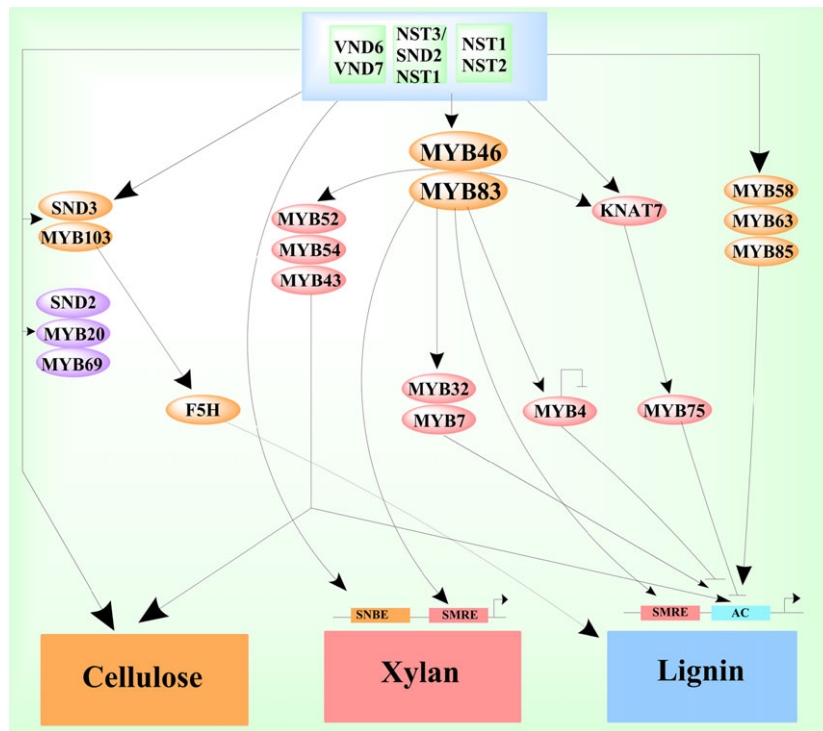 VND6
VND7
NST3/
SND2
NST1
NST1
NST2
MYB46
MYB83
SND3
MYB103
MYB52
MYB54
MYB43
KNAT7
MYB58
MYB63
MYB85
SND2
MYB20
MYB69
F5H
MYB32
MYB7
MYB4
MYB75
SNBE
SMRE
SMRE
AC
Cellulose
Xylan
Lignin